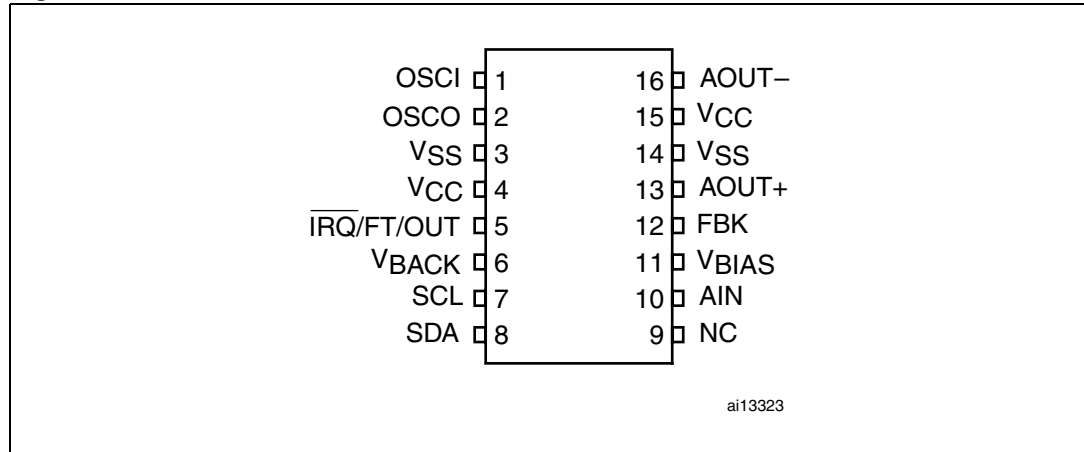 OSCI 1 16 AOUT–
OSCO 2 15 VCC
VSS 3 14 VSS
VCC 4 13 AOUT+
IRQ/FT/OUT 5 12 FBK
VBACK 6 11 VBIAS
SCL 7 10 AIN
SDA 8 9 NC
ai13323